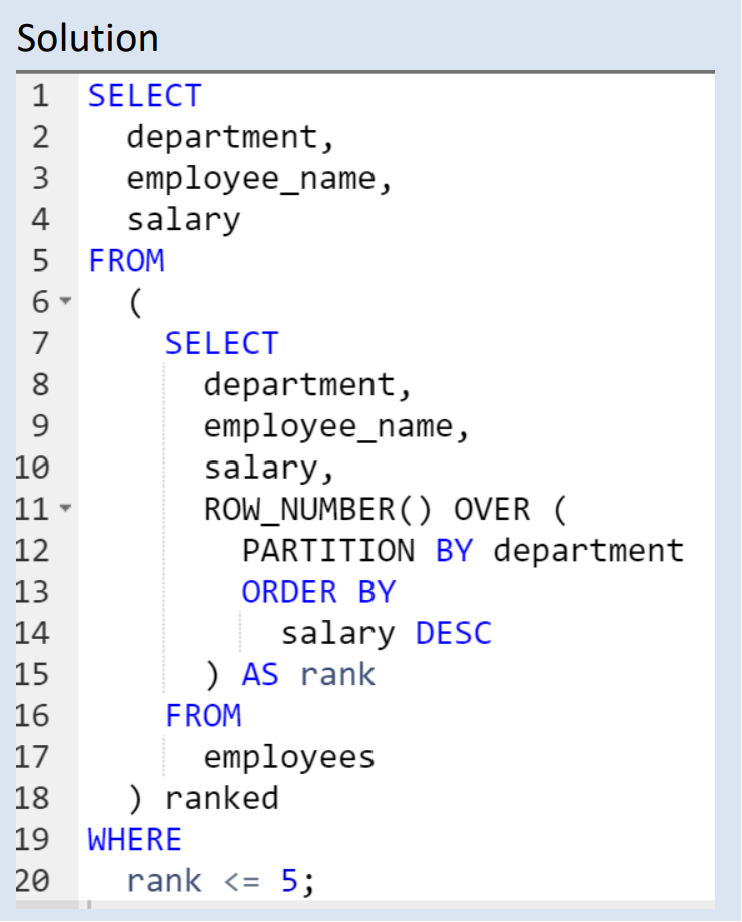 Solution
1 SELECT
2 department,
3 employee_name,
4 salary
5 FROM
6 (
7 SELECT
8 department,
9 employee_name,
10 salary,
11 ROW_NUMBER() OVER (
12 PARTITION BY department
13 ORDER BY
14 salary DESC
15 ) AS rank
16 FROM
17 employees
18 ) ranked
19 WHERE
20 rank <= 5;